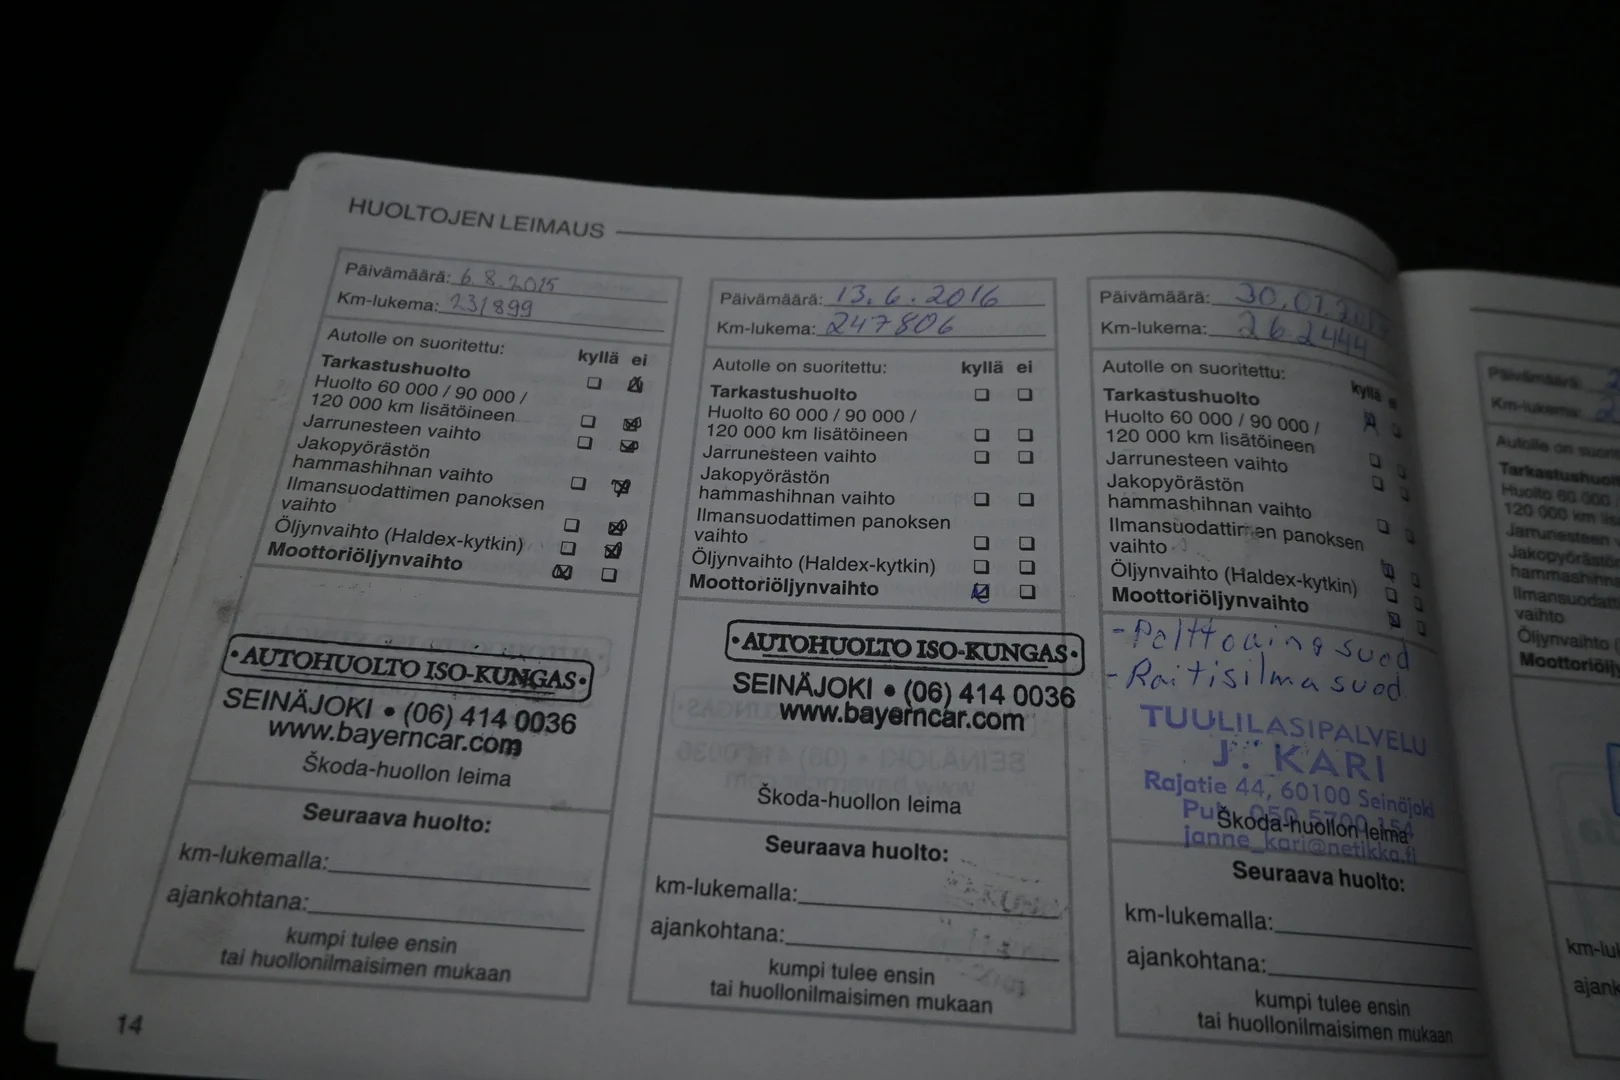 HUOLTOJEN LEIMAUS
Päivämäärä: 6.8.2015
Km-lukema: 231899
Autolle on suoritettu:
kyllä ei
Tarkastushuolto
Huolto 60 000 / 90 000 /
120 000 km lisätöineen
Jarrunesteen vaihto
Jakopyörästön
hammashihnan vaihto
Ilmansuodattimen panoksen
vaihto
Öljynvaihto (Haldex-kytkin)
Moottoriöljynvaihto
·AUTOHUOLTO ISO-KUNGAS·
SEINÄJOKI • (06) 414 0036
www.bayerncar.com
Škoda-huollon leima
Seuraava huolto:
km-lukemalla:
ajankohtana:
kumpi tulee ensin
tai huollonilmaisimen mukaan
14
Päivämäärä: 13.6.2016
Km-lukema: 247806
Autolle on suoritettu:
kyllä ei
Tarkastushuolto
Huolto 60 000 / 90 000 /
120 000 km lisätöineen
Jarrunesteen vaihto
Jakopyörästön
hammashihnan vaihto
Ilmansuodattimen panoksen
vaihto
Öljynvaihto (Haldex-kytkin)
Moottoriöljynvaihto
·AUTOHUOLTO ISO-KUNGAS·
SEINÄJOKI • (06) 414 0036
www.bayerncar.com
Škoda-huollon leima
Seuraava huolto:
km-lukemalla:
ajankohtana:
kumpi tulee ensin
tai huollonilmaisimen mukaan
Päivämäärä:
Km-lukema: 262444
Autolle on suoritettu:
kyllä
Tarkastushuolto
Huolto 60 000 / 90 000 /
120 000 km lisätöineen
Jarrunesteen vaihto
Jakopyörästön
hammashihnan vaihto
Ilmansuodattimen panoksen
vaihto
Öljynvaihto (Haldex-kytkin)
Moottoriöljynvaihto
- Polttoainesuod
- Raitisilmasuod
TUULILASIPALVELU
J. KARI
Rajatie 44, 60100 Seinäjoki
Škoda-huollon leima
janne_kari@netikka.fi
Seuraava huolto:
km-lukemalla:
ajankohtana:
kumpi tulee ensin
tai huollonilmaisimen mukaan
Päivämäärä:
Km-lukema: